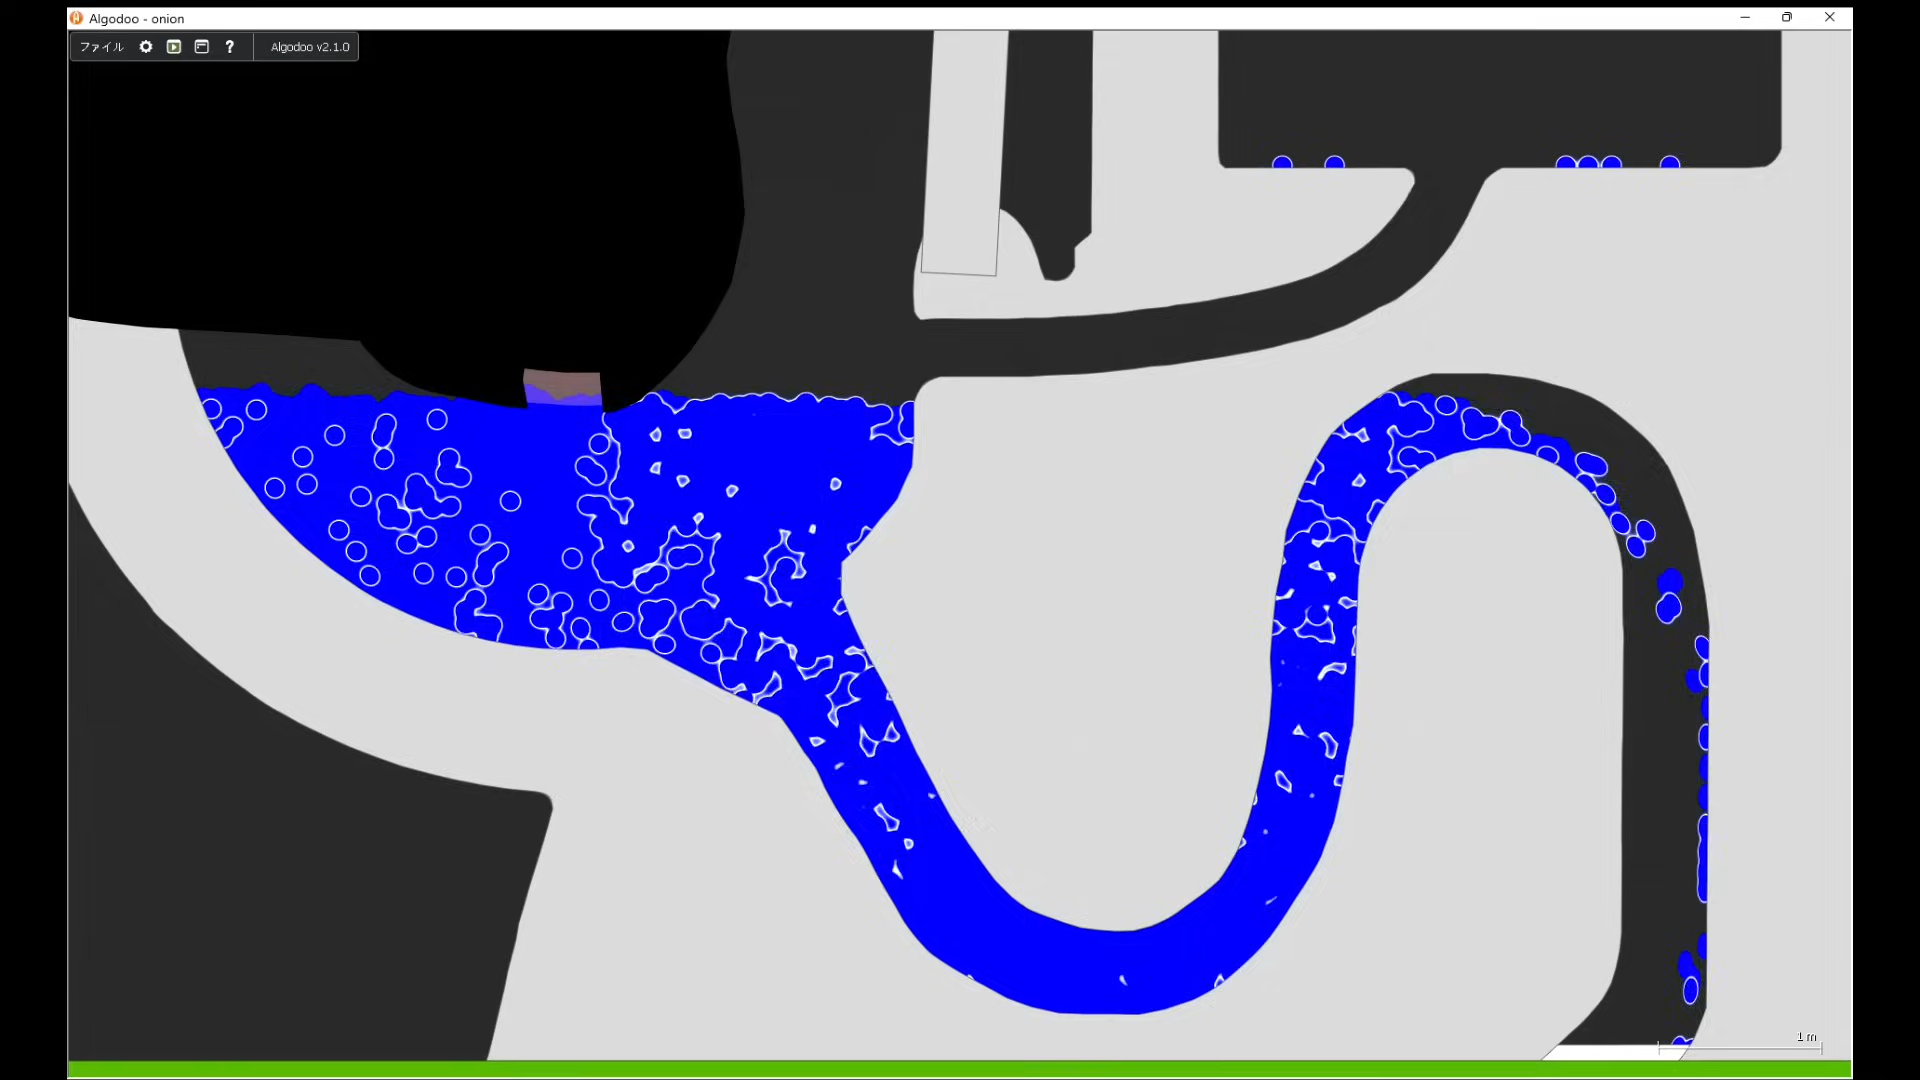 Algodoo - onion
ファイル ? Algodoo v2.1.0
1 m